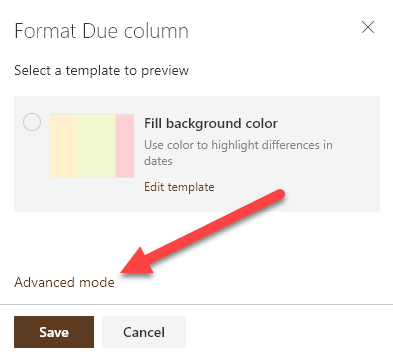 Format Due column
Select a template to preview
Fill background color
Use color to highlight differences in
dates
Edit template
Advanced mode
Save Cancel